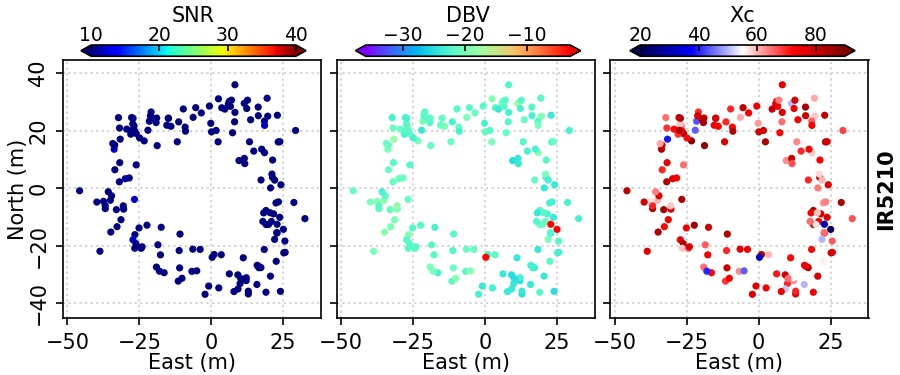 SNR DBV Xc
10 20 30 40 −30 −20 −10 20 40 60 80
40
20
0
−20
−40
North (m)
−50 −25 0 25 −50 −25 0 25 −50 −25 0 25
East (m) East (m) East (m)
IR5210